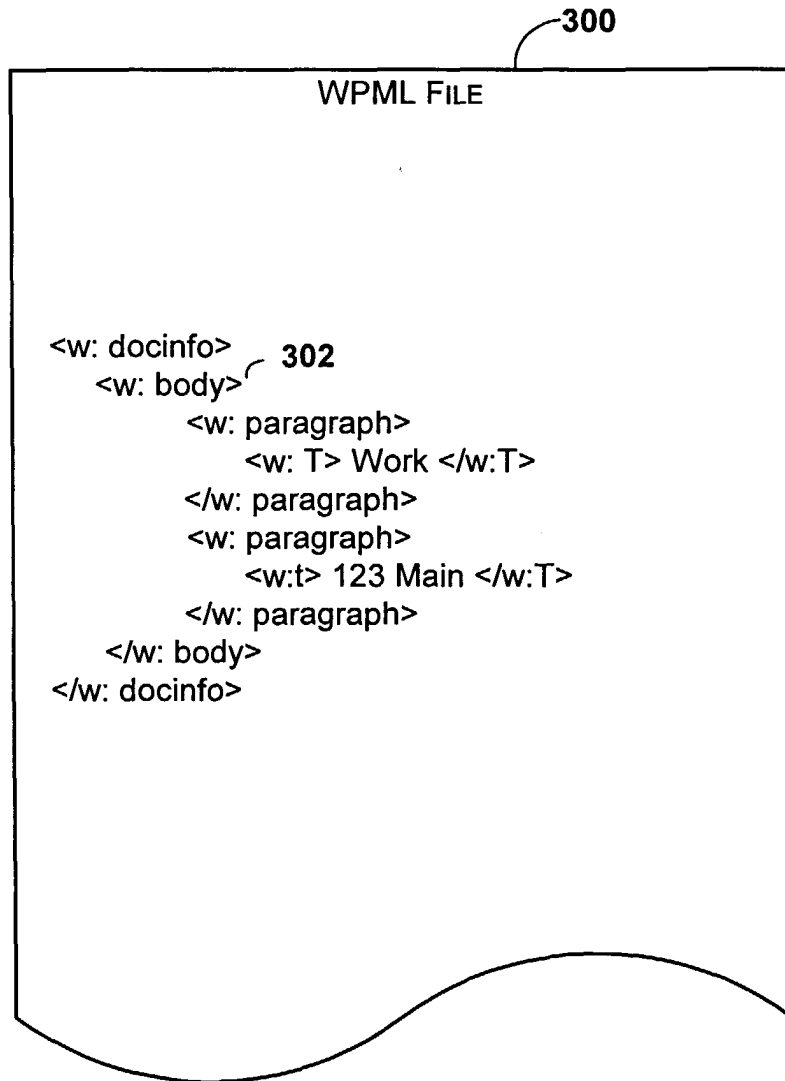 300
WPML FILE
<w: docinfo>
<w: body> 302
<w: paragraph>
<w: T> Work </w:T>
</w: paragraph>
<w: paragraph>
<w:t> 123 Main </w:T>
</w: paragraph>
</w: body>
</w: docinfo>